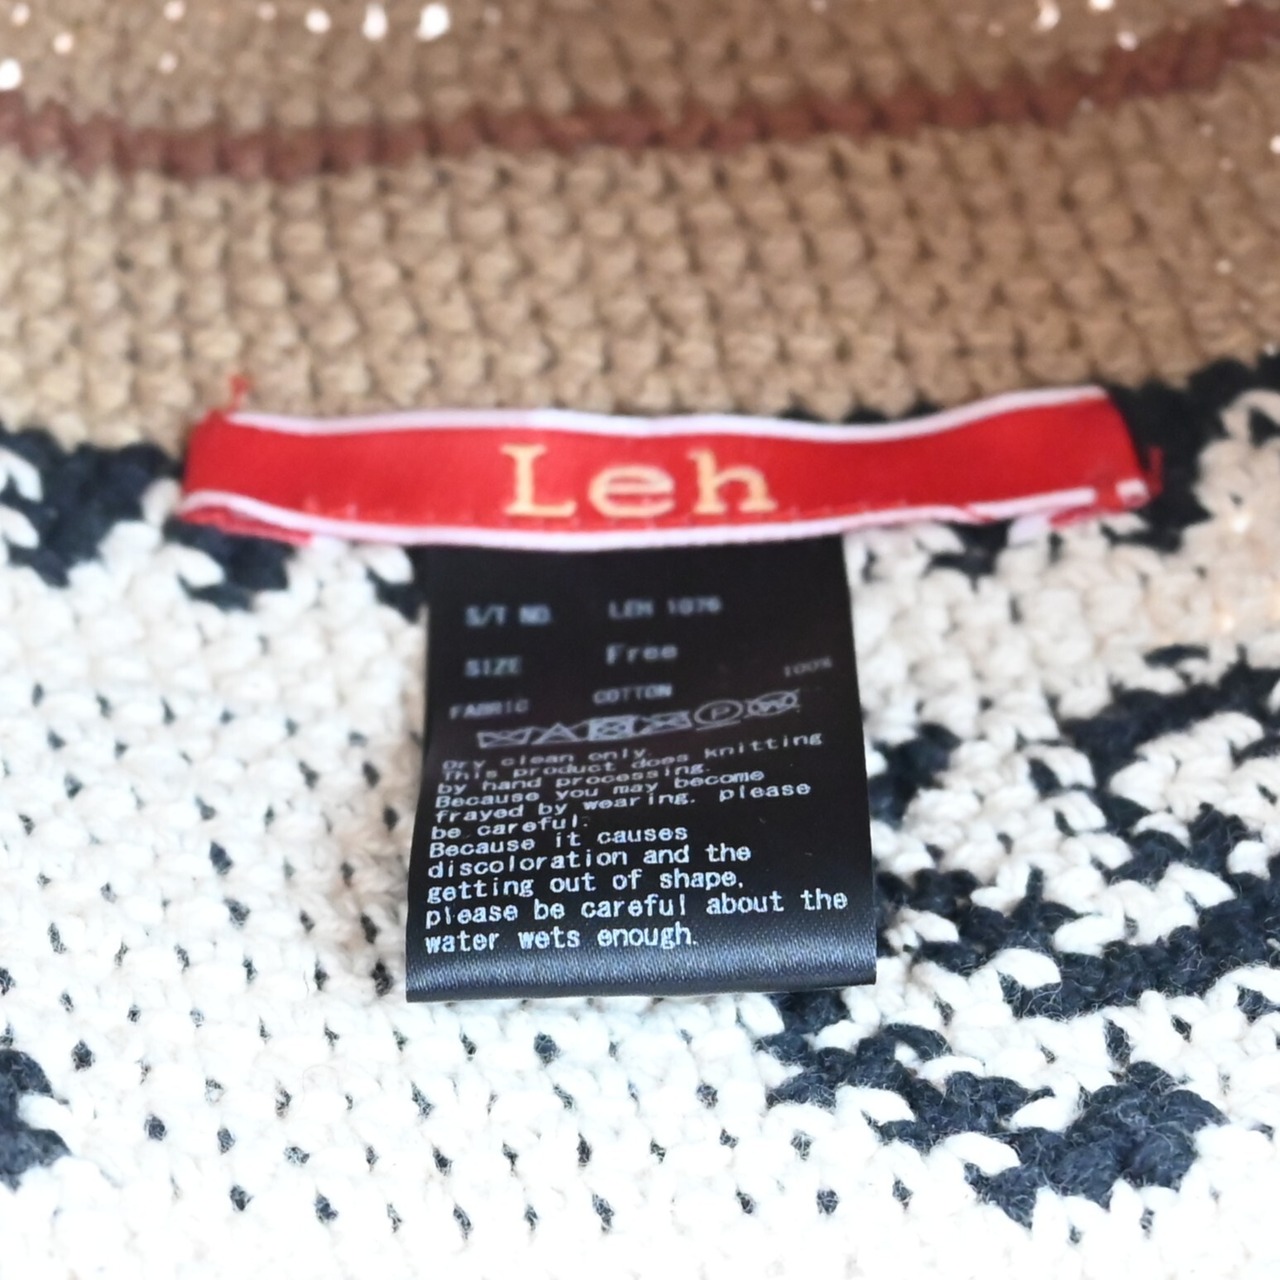 Leh
S/T NO. LEH 1076
SIZE Free
100%
FABRIC COTTON
P W
Dry clean only.
This product does knitting
by hand processing.
Because you may become
frayed by wearing, please
be careful.
Because it causes
discoloration and the
getting out of shape,
please be careful about the
water wets enough.